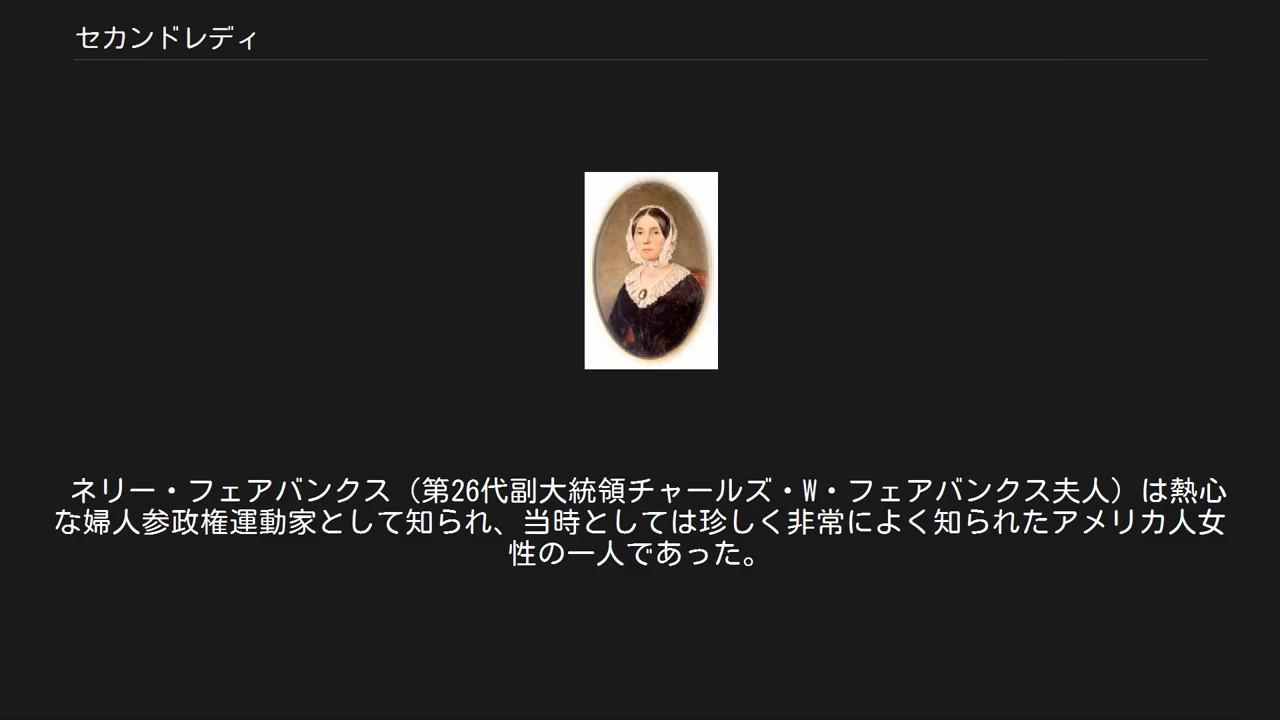 セカンドレディ
ネリー・フェアバンクス（第26代副大統領チャールズ・W・フェアバンクス夫人）は熱心
な婦人参政権運動家として知られ、当時としては珍しく非常によく知られたアメリカ人女
性の一人であった。